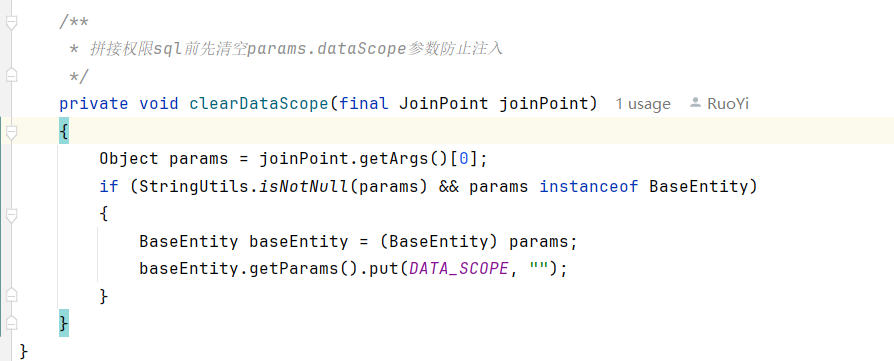 /**
 * 拼接权限sql前先清空params.dataScope参数防止注入
 */
private void clearDataScope(final JoinPoint joinPoint) 1 usage RuoYi
{
    Object params = joinPoint.getArgs()[0];
    if (StringUtils.isNotNull(params) && params instanceof BaseEntity)
    {
        BaseEntity baseEntity = (BaseEntity) params;
        baseEntity.getParams().put(DATA_SCOPE, "");
    }
}
}